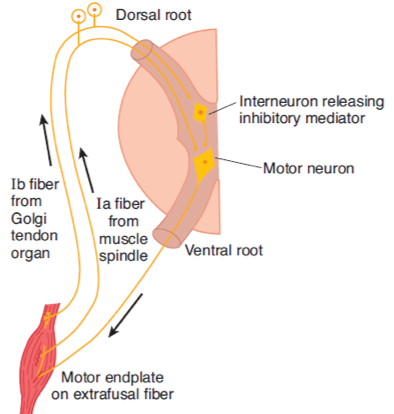 Dorsal root
Interneuron releasing
inhibitory mediator
Motor neuron
Ib fiber
from
Golgi
tendon
organ
Ia fiber
from
muscle
spindle
Ventral root
Motor endplate
on extrafusal fiber